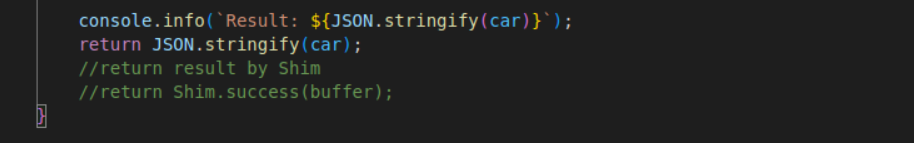 console.info(`Result: ${JSON.stringify(car)}`);
return JSON.stringify(car);
//return result by Shim
//return Shim.success(buffer);
}